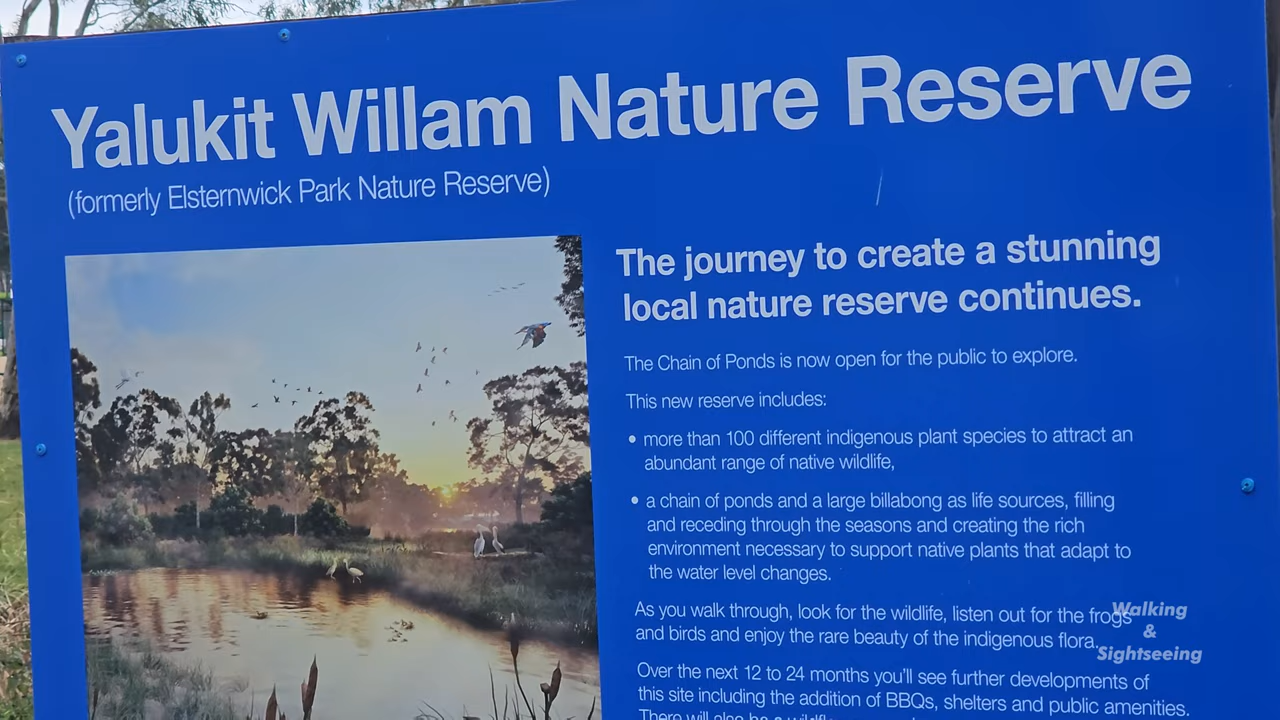 Yalukit Willam Nature Reserve
(formerly Elsternwick Park Nature Reserve)
The journey to create a stunning
local nature reserve continues.
The Chain of Ponds is now open for the public to explore.
This new reserve includes:
• more than 100 different indigenous plant species to attract an
abundant range of native wildlife,
• a chain of ponds and a large billabong as life sources, filling
and receding through the seasons and creating the rich
environment necessary to support native plants that adapt to
the water level changes.
As you walk through, look for the wildlife, listen out for the frogs
and birds and enjoy the rare beauty of the indigenous flora.
Over the next 12 to 24 months you'll see further developments of
this site including the addition of BBQs, shelters and public amenities.
There will also be a
Walking
&
Sightseeing